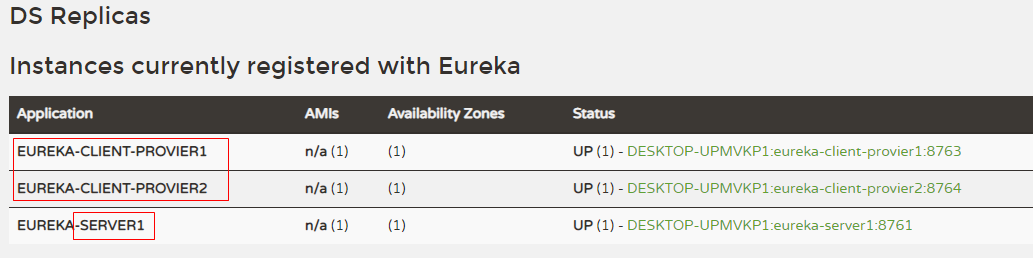 DS Replicas
Instances currently registered with Eureka
Application AMIs Availability Zones Status
EUREKA-CLIENT-PROVIER1 n/a (1) (1) UP (1) - DESKTOP-UPMVKP1:eureka-client-provier1:8763
EUREKA-CLIENT-PROVIER2 n/a (1) (1) UP (1) - DESKTOP-UPMVKP1:eureka-client-provier2:8764
EUREKA-SERVER1 n/a (1) (1) UP (1) - DESKTOP-UPMVKP1:eureka-server1:8761